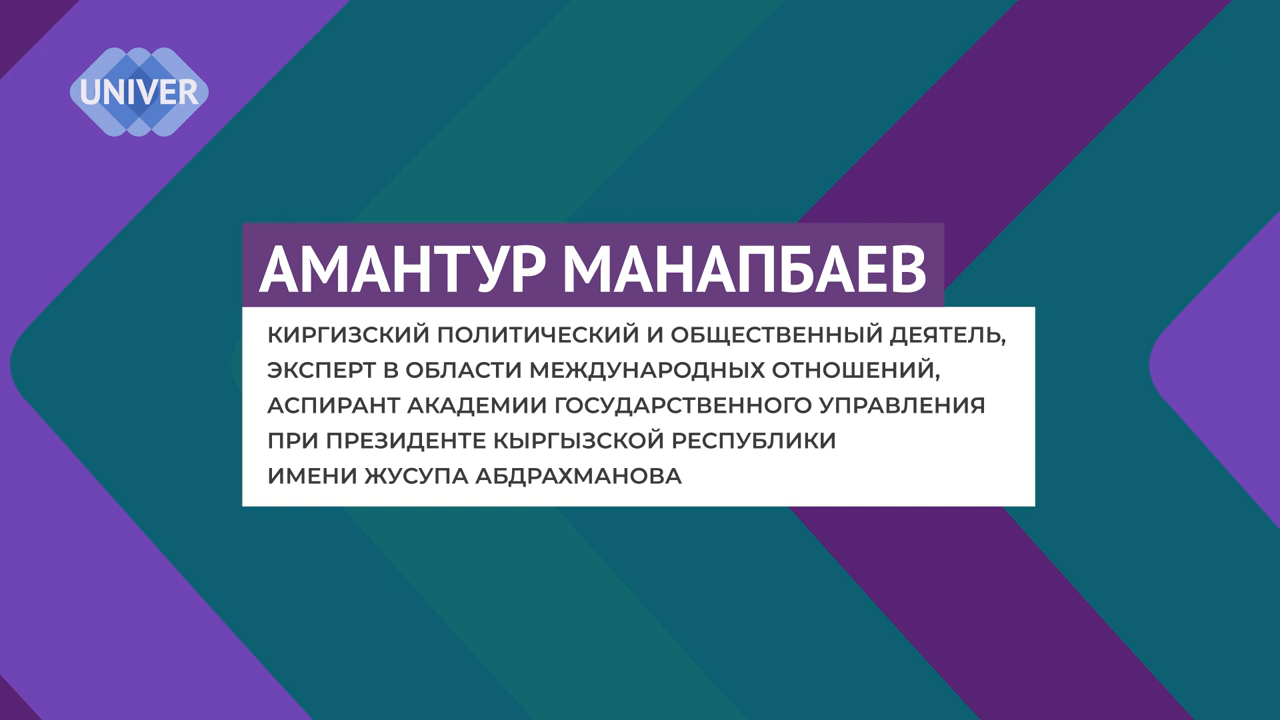 UNIVER
АМАНТУР МАНАПБАЕВ
КИРГИЗСКИЙ ПОЛИТИЧЕСКИЙ И ОБЩЕСТВЕННЫЙ ДЕЯТЕЛЬ,
ЭКСПЕРТ В ОБЛАСТИ МЕЖДУНАРОДНЫХ ОТНОШЕНИЙ,
АСПИРАНТ АКАДЕМИИ ГОСУДАРСТВЕННОГО УПРАВЛЕНИЯ
ПРИ ПРЕЗИДЕНТЕ КЫРГЫЗСКОЙ РЕСПУБЛИКИ
ИМЕНИ ЖУСУПА АБДРАХМАНОВА